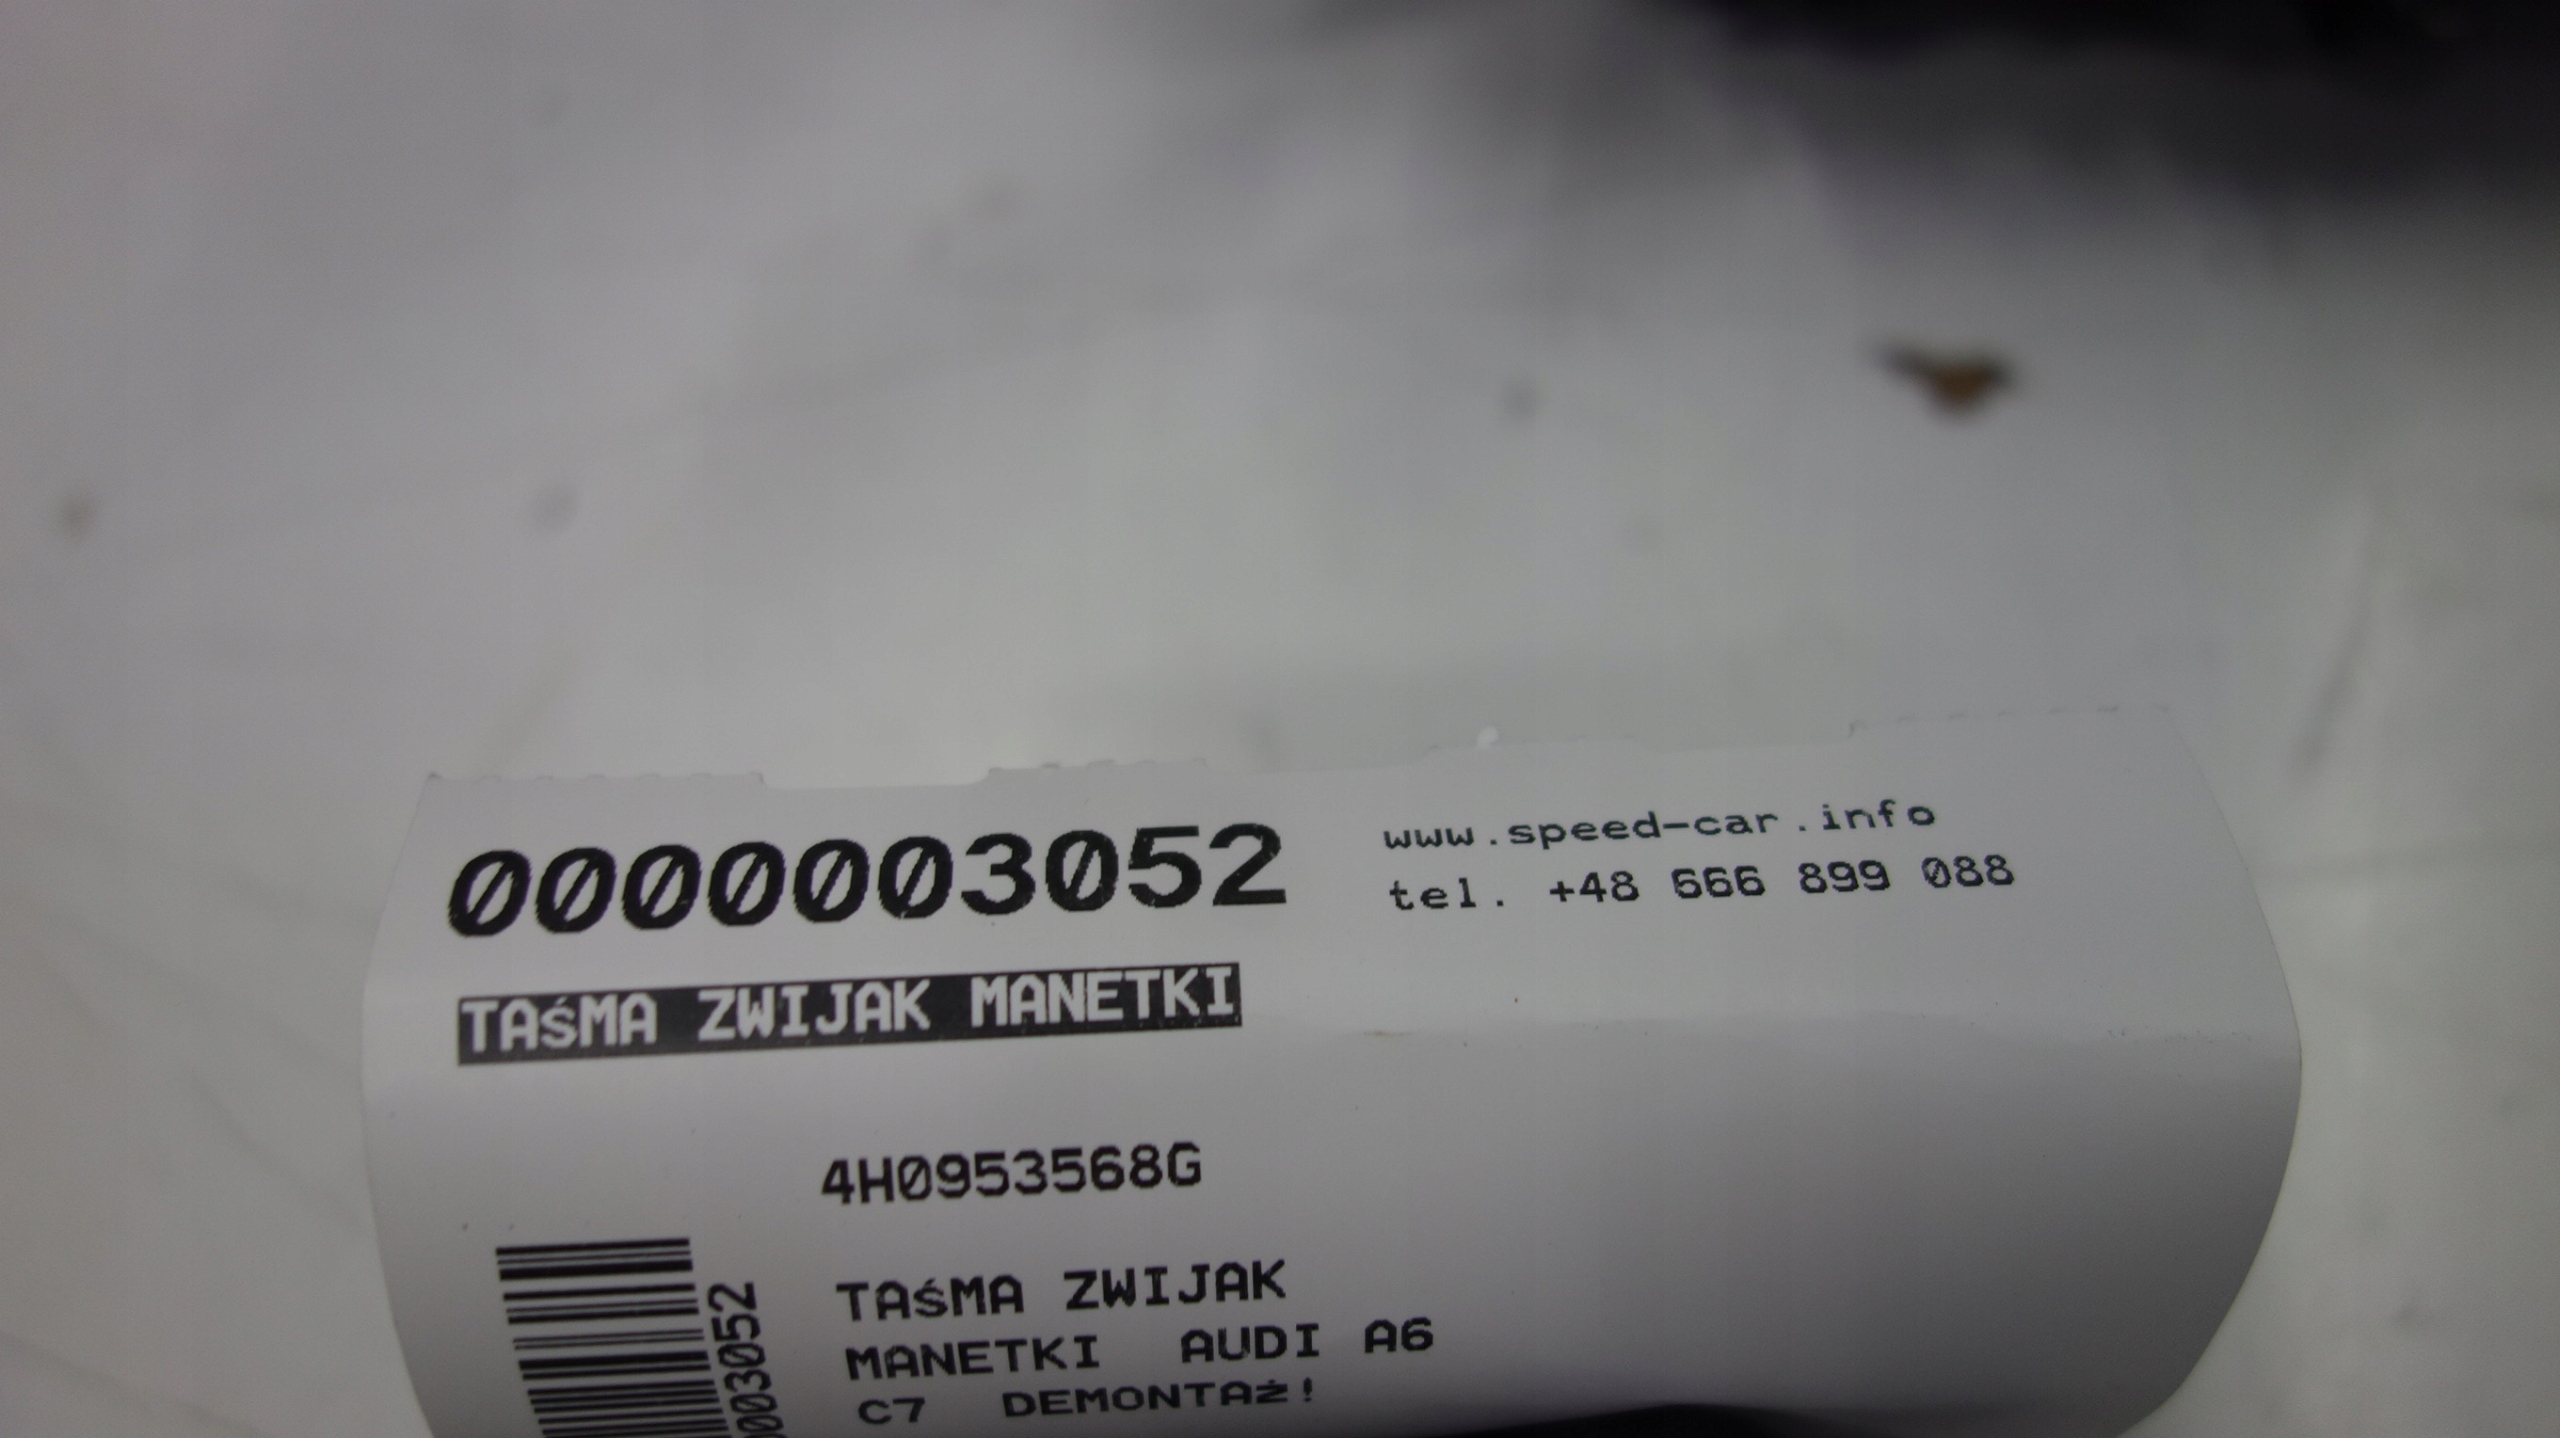 0000003052
www.speed-car.info
tel. +48 666 899 088
TAśMA ZWIJAK MANETKI
4H0953568G
TAśMA ZWIJAK
MANETKI AUDI A6
C7 DEMONTAż!